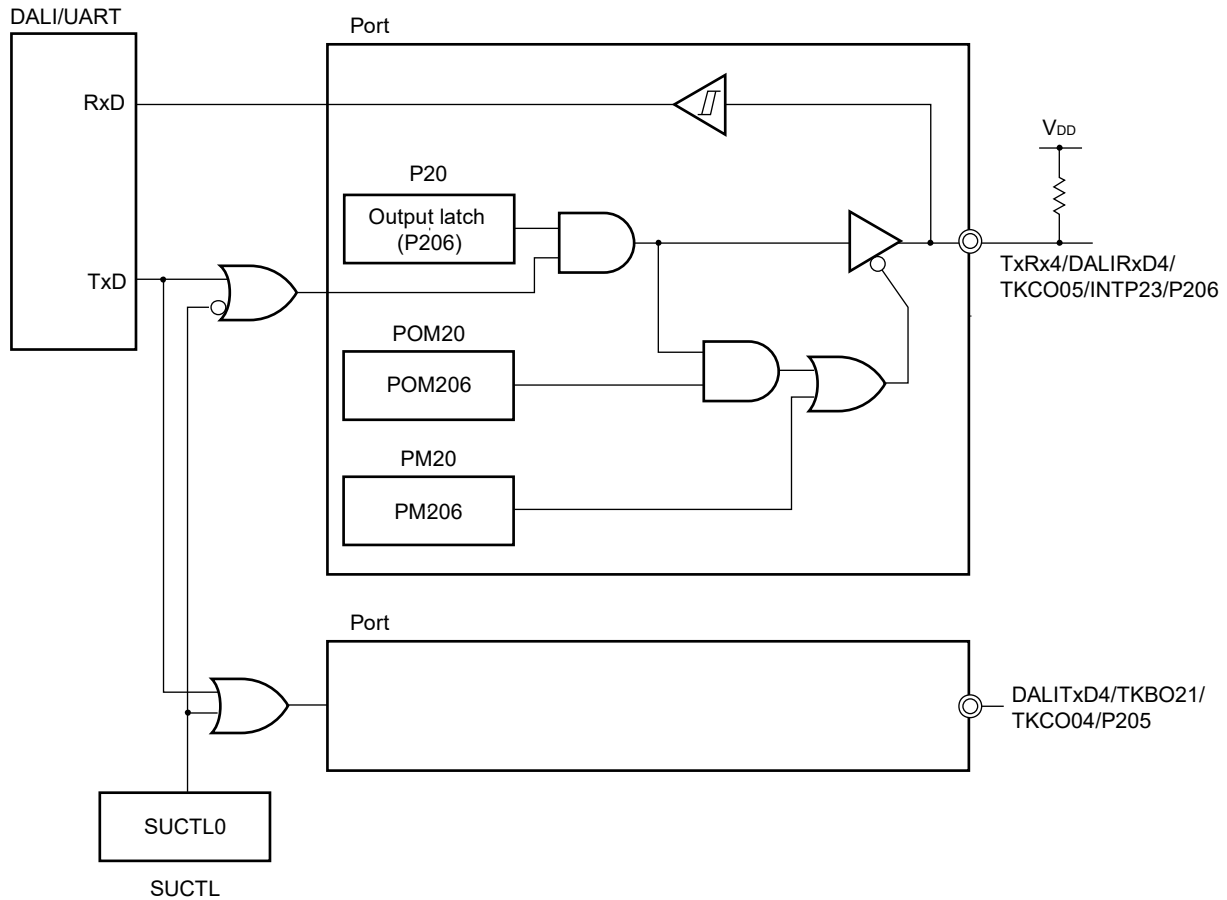 DALI/UART
Port
RxD
VDD
P20
Output latch
(P206)
TxD
TxRx4/DALIRxD4/
TKCO05/INTP23/P206
POM20
POM206
PM20
PM206
Port
DALITxD4/TKBO21/
TKCO04/P205
SUCTL0
SUCTL